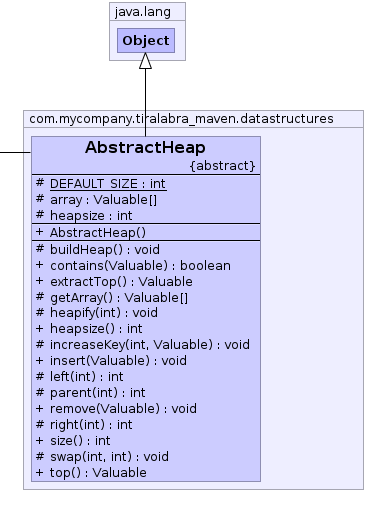 java.lang
Object
com.mycompany.tiralabra_maven.datastructures
AbstractHeap
{abstract}
# DEFAULT_SIZE : int
# array : Valuable[]
# heapsize : int
+ AbstractHeap()
# buildHeap() : void
+ contains(Valuable) : boolean
+ extractTop() : Valuable
# getArray() : Valuable[]
# heapify(int) : void
+ heapsize() : int
# increaseKey(int, Valuable) : void
+ insert(Valuable) : void
# left(int) : int
# parent(int) : int
+ remove(Valuable) : void
# right(int) : int
+ size() : int
# swap(int, int) : void
+ top() : Valuable